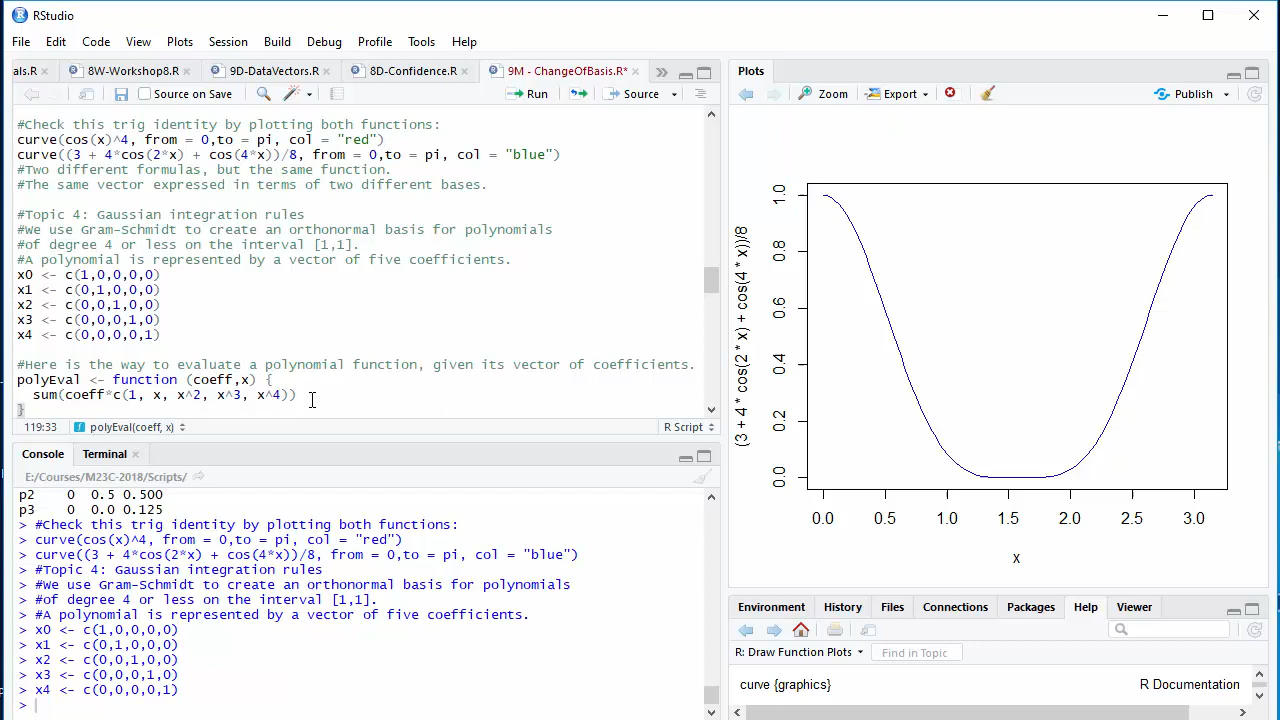 RStudio
File Edit Code View Plots Session Build Debug Profile Tools Help
als.R 8W-Workshop8.R 9D-DataVectors.R 8D-Confidence.R 9M - ChangeOfBasis.R*
Source on Save Run Source
#Check this trig identity by plotting both functions:
curve(cos(x)^4, from = 0,to = pi, col = "red")
curve((3 + 4*cos(2*x) + cos(4*x))/8, from = 0,to = pi, col = "blue")
#Two different formulas, but the same function.
#The same vector expressed in terms of two different bases.
#Topic 4: Gaussian integration rules
#We use Gram-Schmidt to create an orthonormal basis for polynomials
#of degree 4 or less on the interval [1,1].
#A polynomial is represented by a vector of five coefficients.
x0 <- c(1,0,0,0,0)
x1 <- c(0,1,0,0,0)
x2 <- c(0,0,1,0,0)
x3 <- c(0,0,0,1,0)
x4 <- c(0,0,0,0,1)
#Here is the way to evaluate a polynomial function, given its vector of coefficients.
polyEval <- function (coeff,x) {
sum(coeff*c(1, x, x^2, x^3, x^4))
}
119:33 polyEval(coeff, x) R Script
Console Terminal
E:/Courses/M23C-2018/Scripts/
p2 0 0.5 0.500
p3 0 0.0 0.125
> #Check this trig identity by plotting both functions:
> curve(cos(x)^4, from = 0,to = pi, col = "red")
> curve((3 + 4*cos(2*x) + cos(4*x))/8, from = 0,to = pi, col = "blue")
> #Topic 4: Gaussian integration rules
> #We use Gram-Schmidt to create an orthonormal basis for polynomials
> #of degree 4 or less on the interval [1,1].
> #A polynomial is represented by a vector of five coefficients.
> x0 <- c(1,0,0,0,0)
> x1 <- c(0,1,0,0,0)
> x2 <- c(0,0,1,0,0)
> x3 <- c(0,0,0,1,0)
> x4 <- c(0,0,0,0,1)
>
Plots
Zoom Export Publish
(3 + 4 * cos(2 * x) + cos(4 * x))/8
1.0
0.8
0.6
0.4
0.2
0.0
0.0 0.5 1.0 1.5 2.0 2.5 3.0
x
Environment History Files Connections Packages Help Viewer
R: Draw Function Plots Find in Topic
curve {graphics} R Documentation